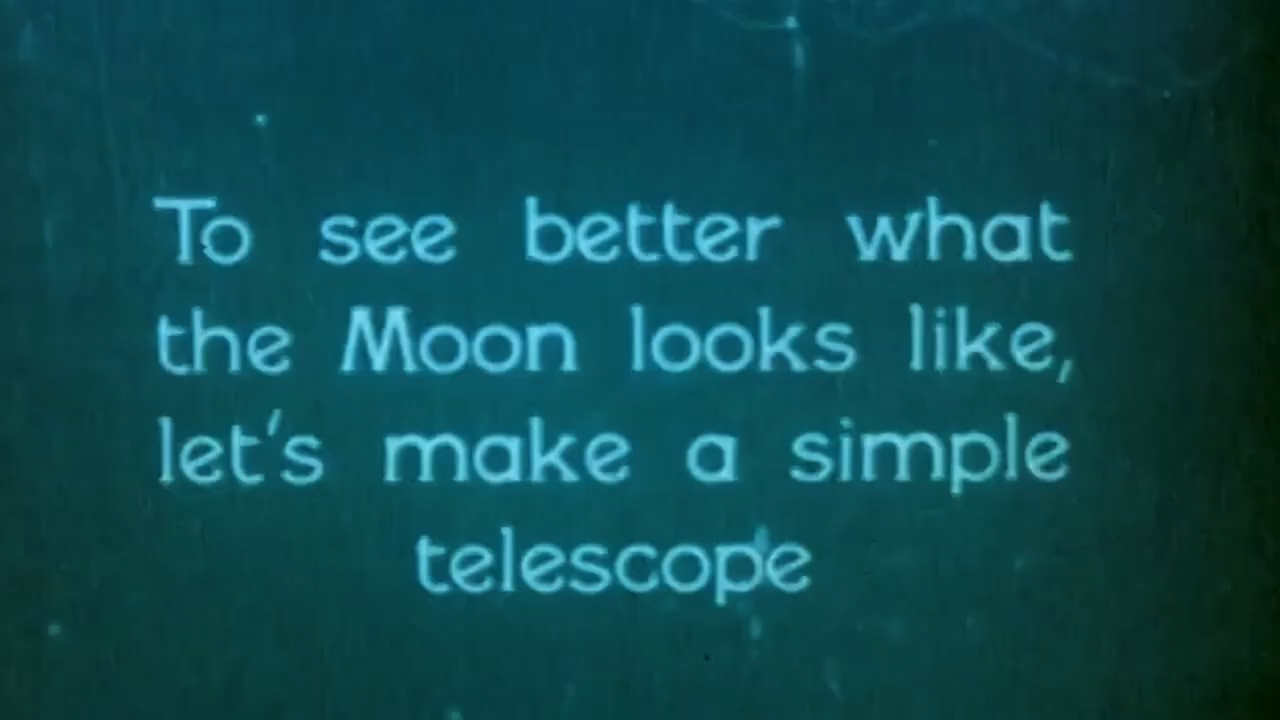 To see better what
the Moon looks like,
let's make a simple
telescope